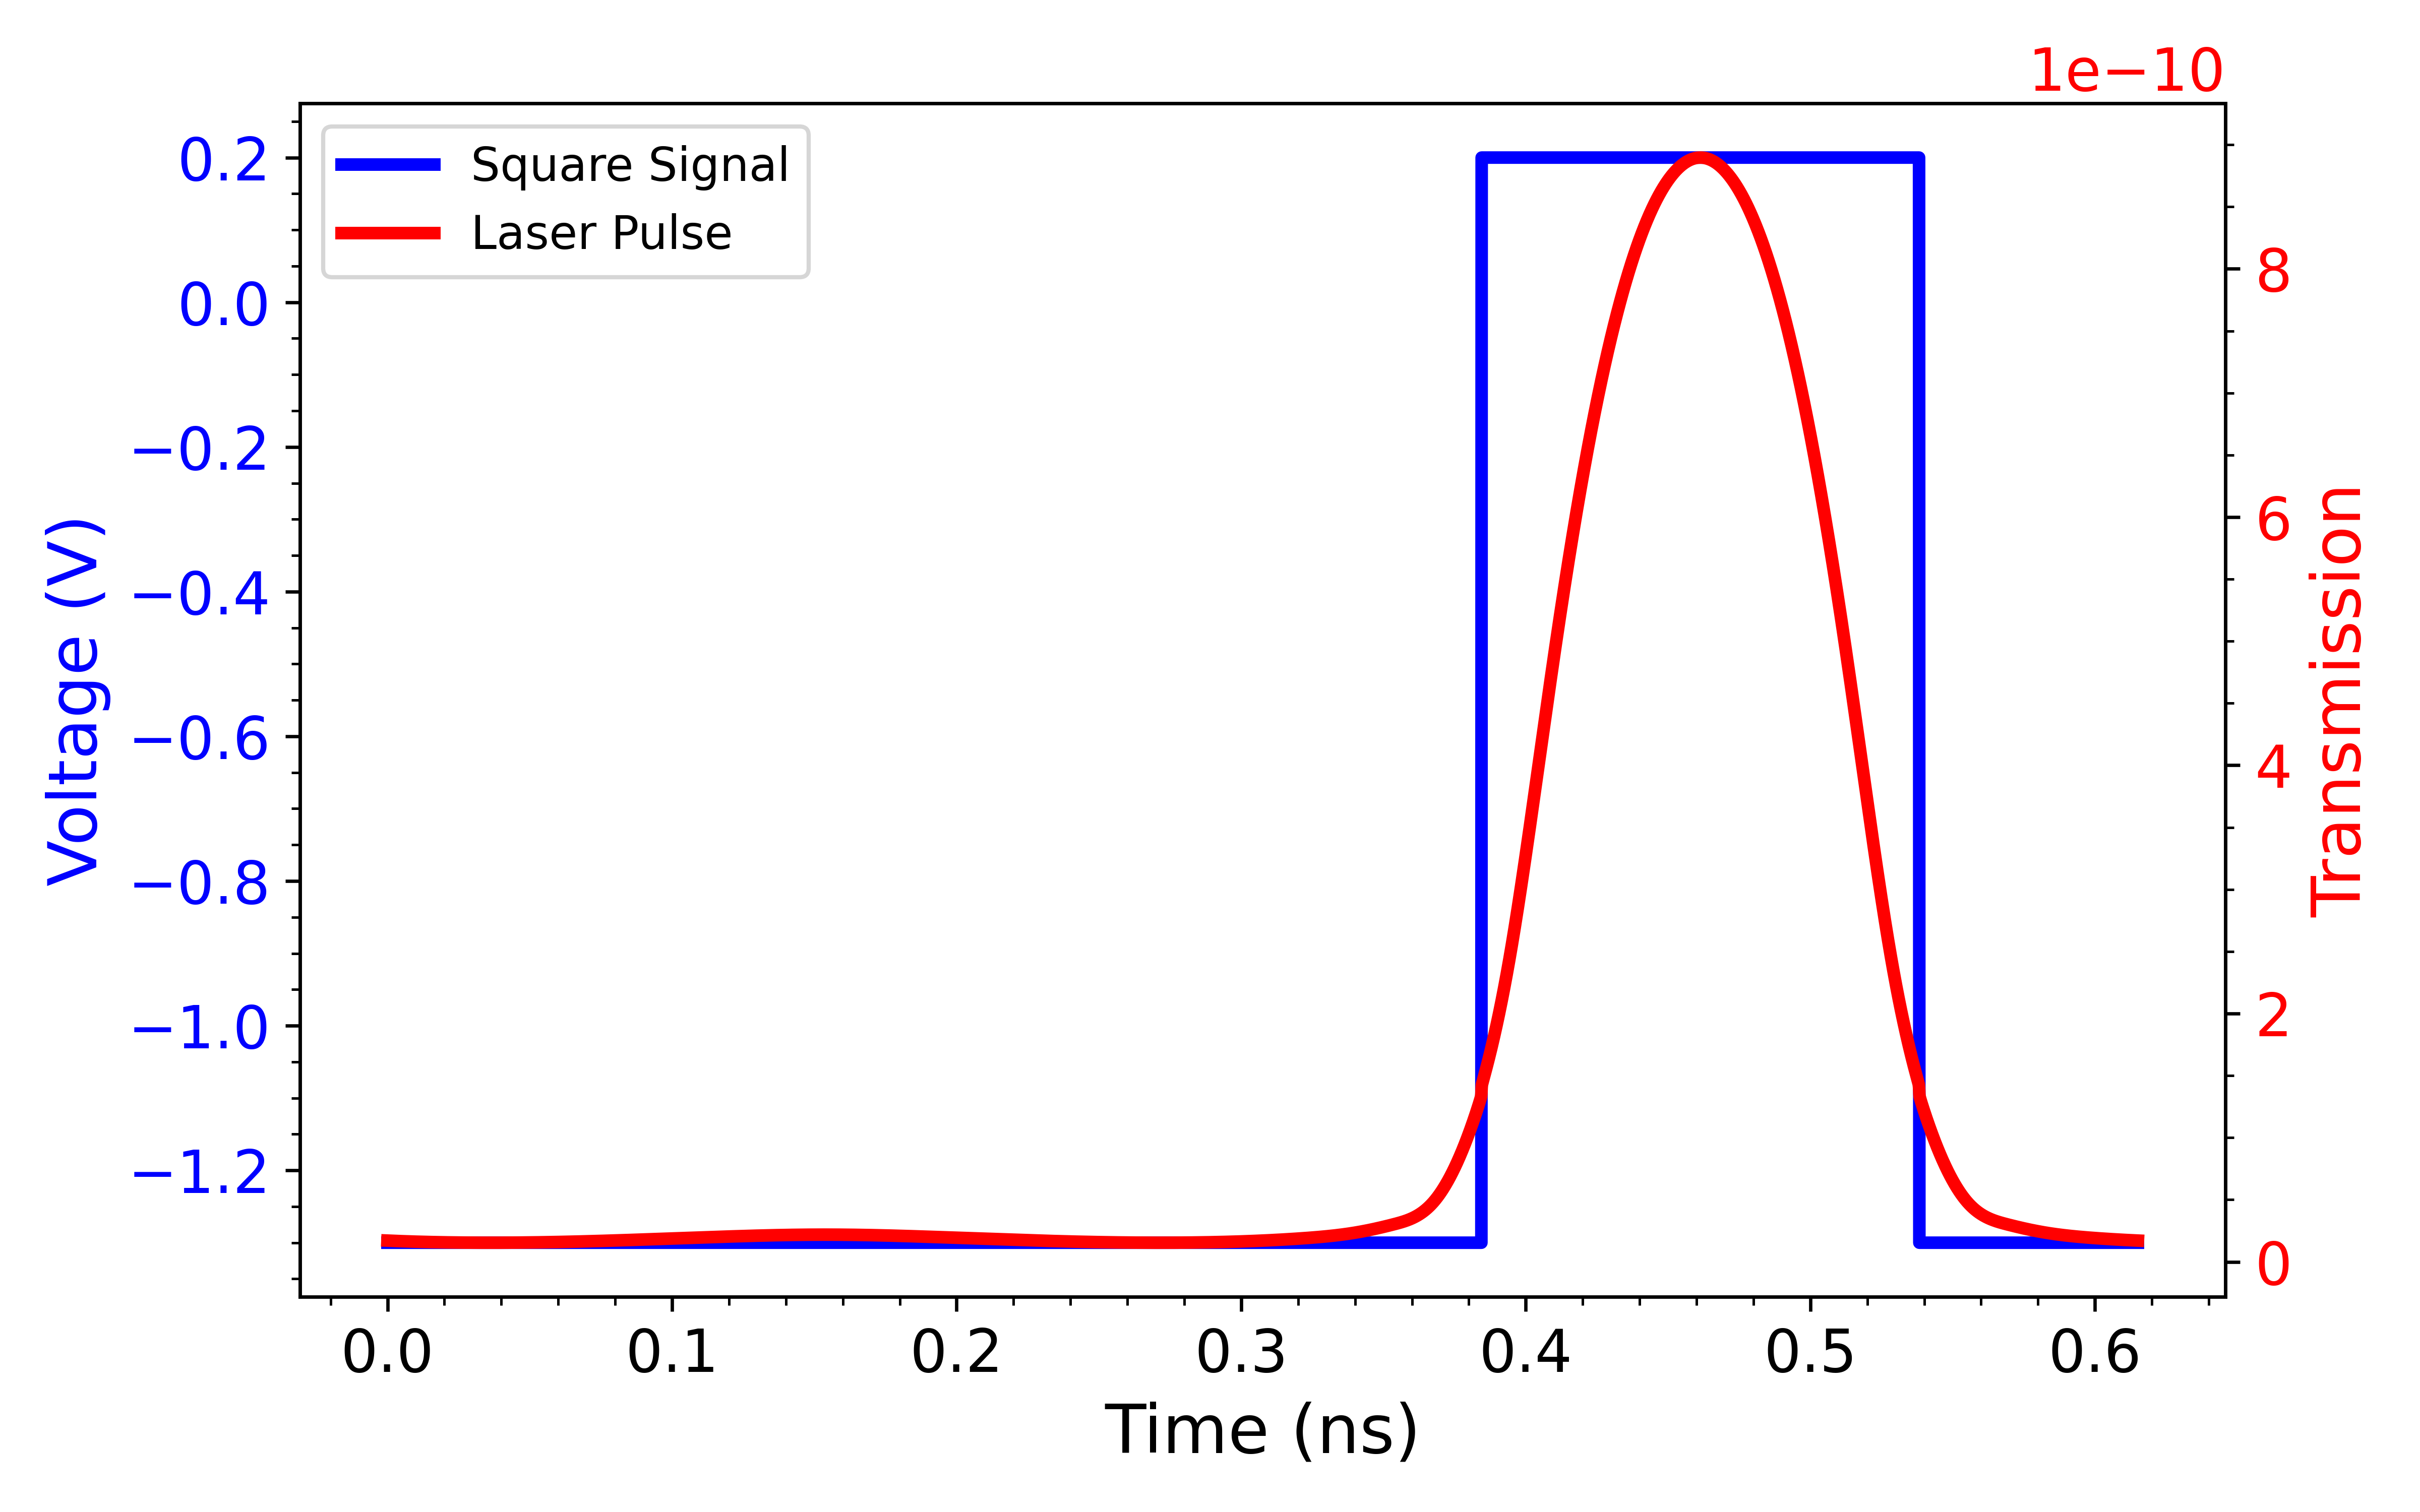 1e−10
Square Signal
Laser Pulse
0.2
0.0
−0.2
−0.4
−0.6
−0.8
−1.0
−1.2
Voltage (V)
8
6
4
2
0
Transmission
0.0 0.1 0.2 0.3 0.4 0.5 0.6
Time (ns)